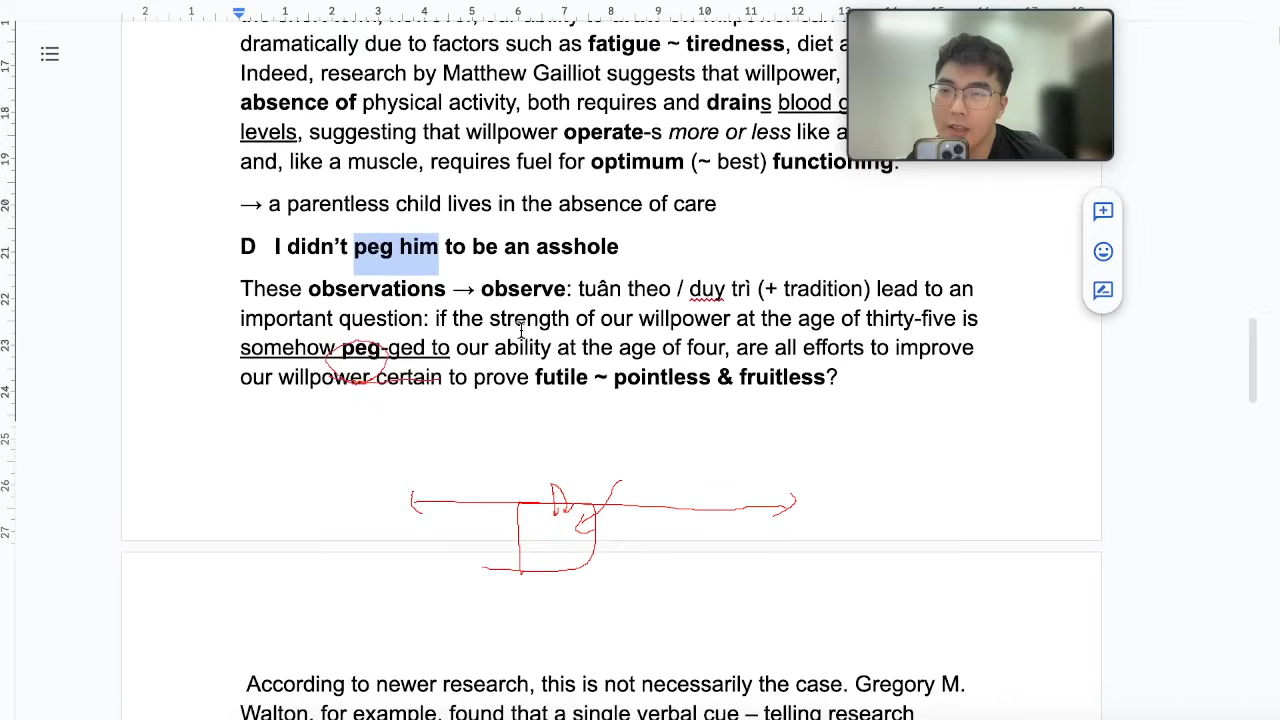 dramatically due to factors such as fatigue ~ tiredness, diet a
Indeed, research by Matthew Gailliot suggests that willpower,
absence of physical activity, both requires and drains blood g
levels, suggesting that willpower operate-s more or less like a
and, like a muscle, requires fuel for optimum (~ best) functioning.
→ a parentless child lives in the absence of care
D I didn't peg him to be an asshole
These observations → observe: tuân theo / duy trì (+ tradition) lead to an
important question: if the strength of our willpower at the age of thirty-five is
somehow peg-ged to our ability at the age of four, are all efforts to improve
our willpower certain to prove futile ~ pointless & fruitless?
According to newer research, this is not necessarily the case. Gregory M.
Walton, for example, found that a single verbal cue – telling research